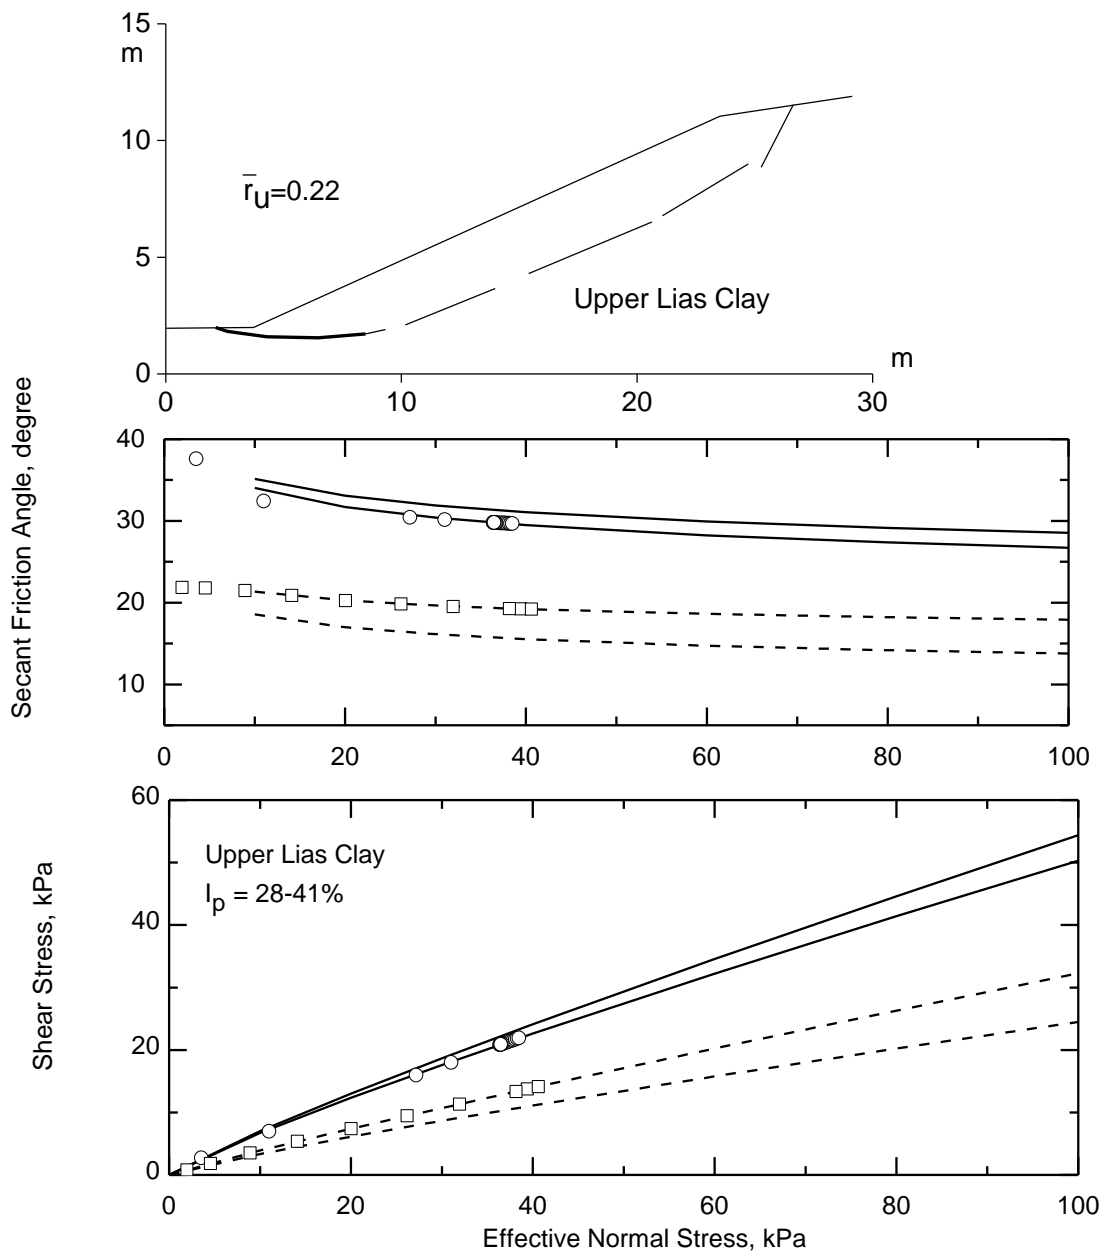 15
m
10
r̄u=0.22
5
Upper Lias Clay
0
m
0 10 20 30
Secant Friction Angle, degree
40
30
20
10
0 20 40 60 80 100
Shear Stress, kPa
60
Upper Lias Clay
Ip = 28-41%
40
20
0
0 20 40 60 80 100
Effective Normal Stress, kPa